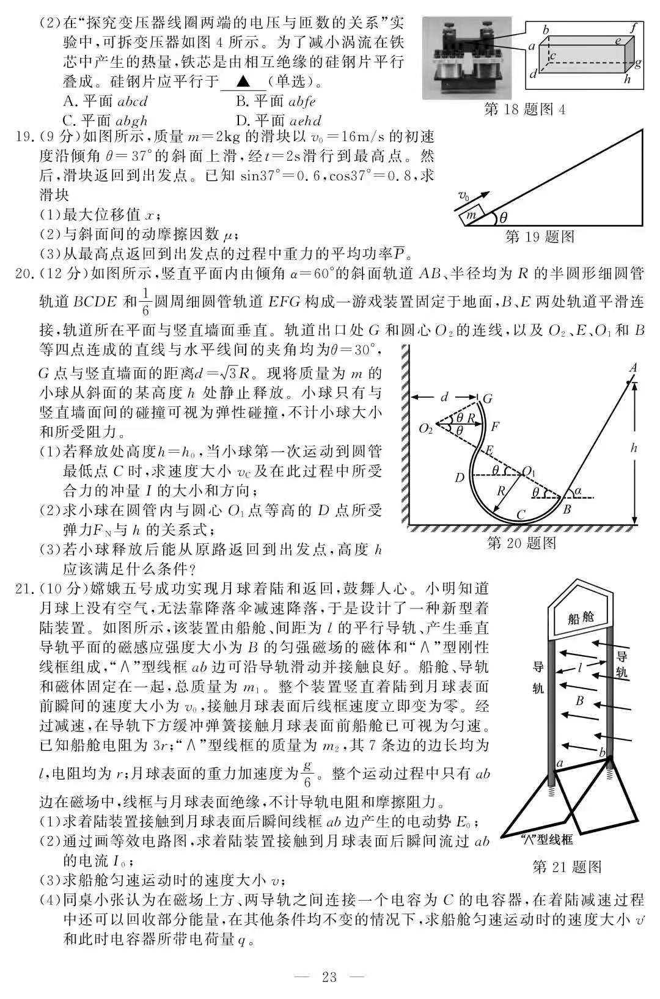 (2)在“探究变压器线圈两端的电压与匝数的关系”实
验中,可拆变压器如图 4 所示。为了减小涡流在铁
芯中产生的热量,铁芯是由相互绝缘的硅钢片平行
叠成。硅钢片应平行于 ▲ (单选)。
A. 平面 abcd B. 平面 abfe
C. 平面 abgh D. 平面 aehd
b f
a e
c g
d h
第 18 题图 4
19. (9 分)如图所示,质量 m=2kg 的滑块以 v₀=16m/s 的初速
度沿倾角 θ=37°的斜面上滑,经t=2s滑行到最高点。然
后,滑块返回到出发点。已知 sin37°=0.6,cos37°=0.8,求
滑块
(1)最大位移值 x;
(2)与斜面间的动摩擦因数 μ;
(3)从最高点返回到出发点的过程中重力的平均功率P̅。
v₀
m θ
第 19 题图
20. (12 分)如图所示,竖直平面内由倾角 α=60°的斜面轨道 AB、半径均为 R 的半圆形细圆管
轨道 BCDE 和1/6圆周细圆管轨道 EFG 构成一游戏装置固定于地面,B、E 两处轨道平滑连
接,轨道所在平面与竖直墙面垂直。轨道出口处 G 和圆心 O₂的连线,以及 O₂、E、O₁和 B
等四点连成的直线与水平线间的夹角均为θ=30°,
G 点与竖直墙面的距离d=√3R。现将质量为 m 的
小球从斜面的某高度 h 处静止释放。小球只有与
竖直墙面间的碰撞可视为弹性碰撞,不计小球大小
和所受阻力。
(1)若释放处高度h=h₀,当小球第一次运动到圆管
最低点 C 时,求速度大小 v_C及在此过程中所受
合力的冲量 I 的大小和方向;
(2)求小球在圆管内与圆心 O₁点等高的 D 点所受
弹力F_N与 h 的关系式;
(3)若小球释放后能从原路返回到出发点,高度 h
应该满足什么条件?
A
d G
θ R
O₂ θ F
h
E
D θ O₁
R θ α
C B
第 20 题图
21. (10 分)嫦娥五号成功实现月球着陆和返回,鼓舞人心。小明知道
月球上没有空气,无法靠降落伞减速降落,于是设计了一种新型着
陆装置。如图所示,该装置由船舱、间距为 l 的平行导轨、产生垂直
导轨平面的磁感应强度大小为 B 的匀强磁场的磁体和“∧”型刚性
线框组成,“∧”型线框 ab 边可沿导轨滑动并接触良好。船舱、导轨
和磁体固定在一起,总质量为 m₁。整个装置竖直着陆到月球表面
前瞬间的速度大小为 v₀,接触月球表面后线框速度立即变为零。经
过减速,在导轨下方缓冲弹簧接触月球表面前船舱已可视为匀速。
已知船舱电阻为 3r;“∧”型线框的质量为 m₂,其 7 条边的边长均为
l,电阻均为 r;月球表面的重力加速度为g/6。整个运动过程中只有 ab
边在磁场中,线框与月球表面绝缘,不计导轨电阻和摩擦阻力。
(1)求着陆装置接触到月球表面后瞬间线框 ab 边产生的电动势 E₀;
(2)通过画等效电路图,求着陆装置接触到月球表面后瞬间流过 ab
的电流 I₀;
(3)求船舱匀速运动时的速度大小 v;
(4)同桌小张认为在磁场上方、两导轨之间连接一个电容为 C 的电容器,在着陆减速过程
中还可以回收部分能量,在其他条件均不变的情况下,求船舱匀速运动时的速度大小 v′
和此时电容器所带电荷量 q。
船舱
导轨
l
导轨
B
a
b
“∧”型线框
第 21 题图
— 23 —